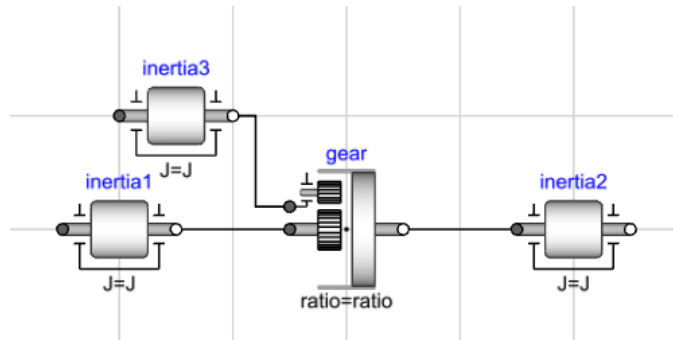 inertia3
J=J
gear
inertia1
inertia2
J=J
ratio=ratio
J=J